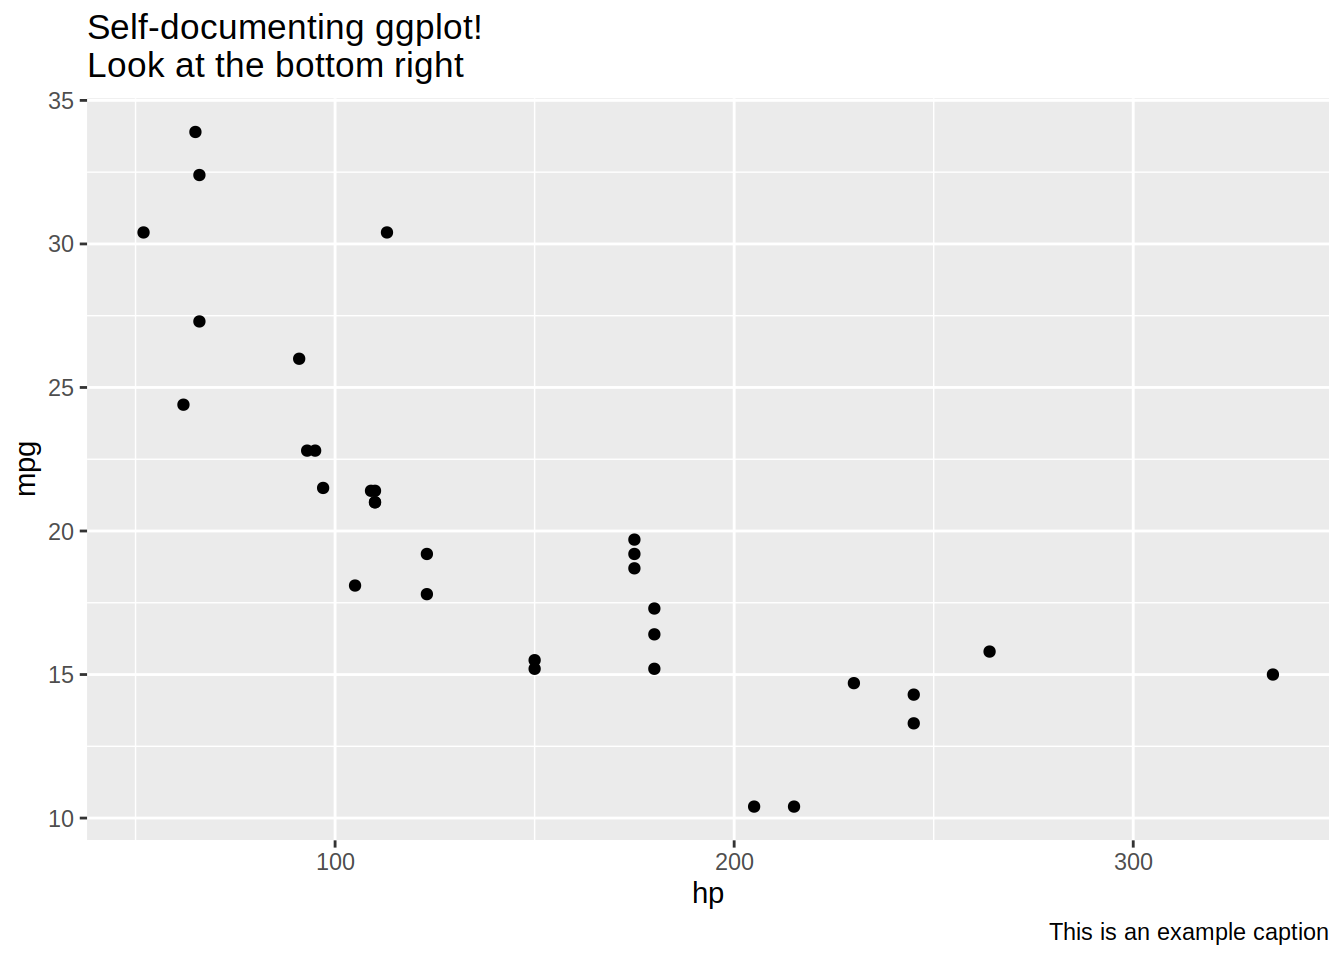 Self-documenting ggplot!
Look at the bottom right
35
30
25
20
15
10
mpg
100 200 300
hp
This is an example caption